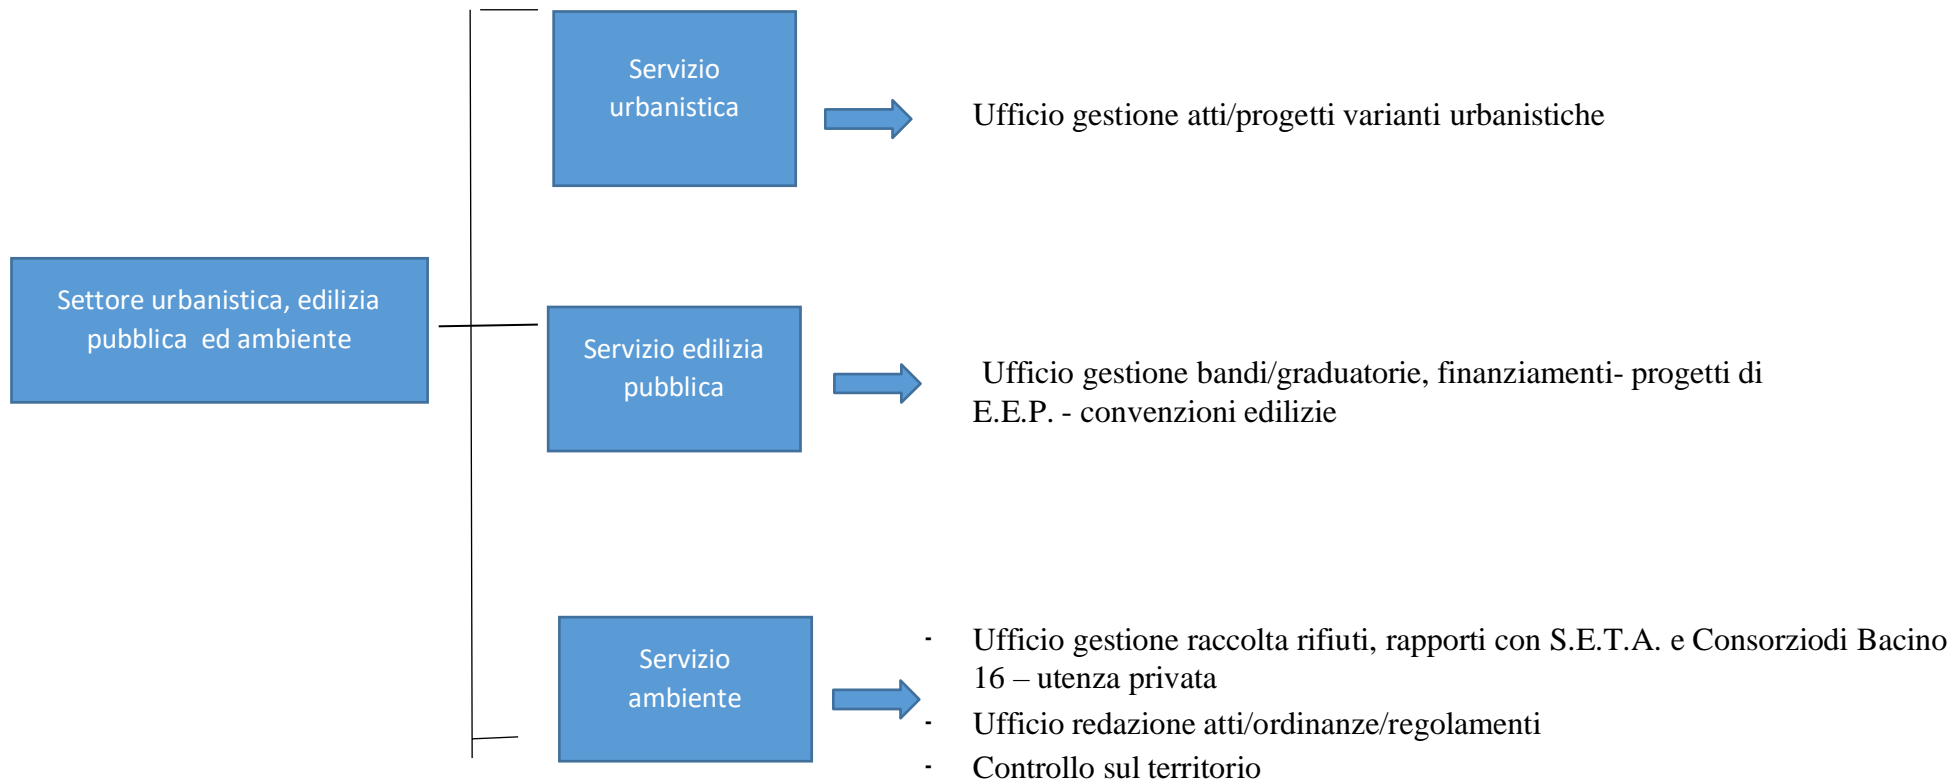 Servizio
urbanistica
Ufficio gestione atti/progetti varianti urbanistiche
Settore urbanistica, edilizia
pubblica  ed ambiente
Servizio edilizia
pubblica
Ufficio gestione bandi/graduatorie, finanziamenti- progetti di
E.E.P. - convenzioni edilizie
Servizio
ambiente
- Ufficio gestione raccolta rifiuti, rapporti con S.E.T.A. e Consorziodi Bacino
16 – utenza privata
- Ufficio redazione atti/ordinanze/regolamenti
- Controllo sul territorio